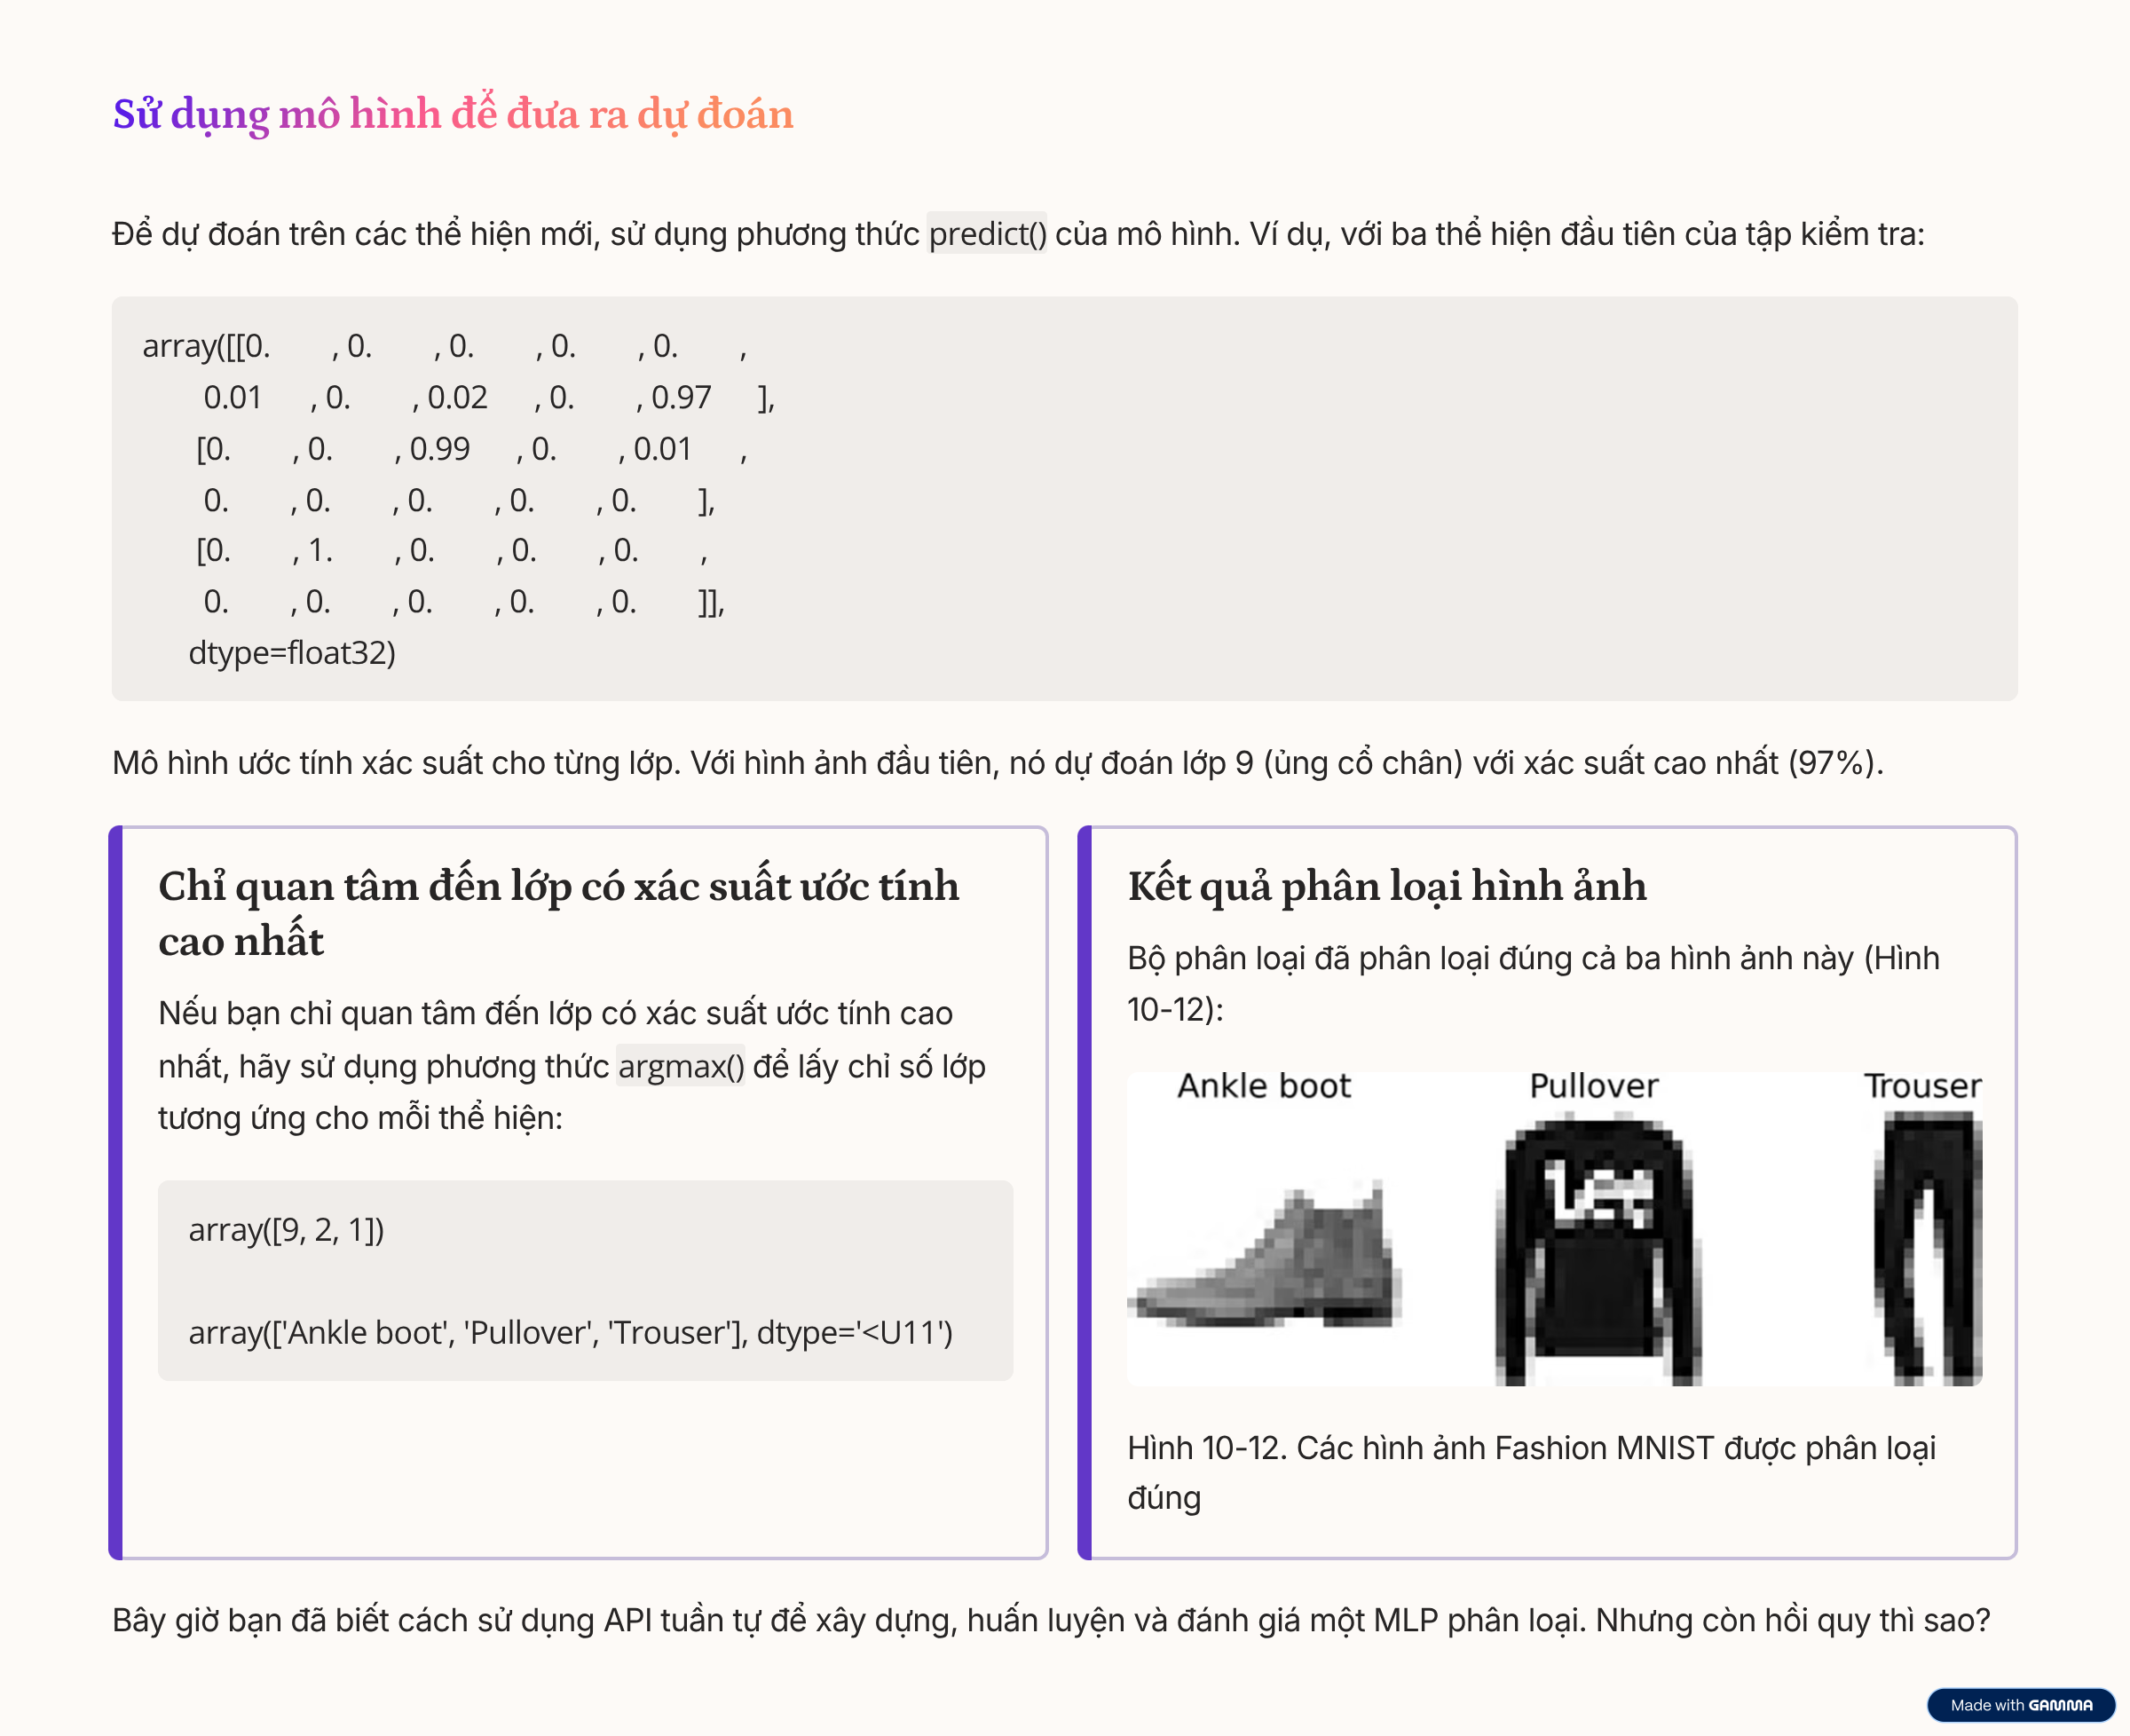 Sử dụng mô hình để đưa ra dự đoán
Để dự đoán trên các thể hiện mới, sử dụng phương thức predict() của mô hình. Ví dụ, với ba thể hiện đầu tiên của tập kiểm tra:
array([[0.        , 0.        , 0.        , 0.        , 0.        ,
0.01      , 0.        , 0.02      , 0.        , 0.97      ],
[0.        , 0.        , 0.99      , 0.        , 0.01      ,
0.        , 0.        , 0.        , 0.        , 0.        ],
[0.        , 1.        , 0.        , 0.        , 0.        ,
0.        , 0.        , 0.        , 0.        , 0.        ]],
dtype=float32)
Mô hình ước tính xác suất cho từng lớp. Với hình ảnh đầu tiên, nó dự đoán lớp 9 (ủng cổ chân) với xác suất cao nhất (97%).
Chỉ quan tâm đến lớp có xác suất ước tính
cao nhất
Nếu bạn chỉ quan tâm đến lớp có xác suất ước tính cao
nhất, hãy sử dụng phương thức argmax() để lấy chỉ số lớp
tương ứng cho mỗi thể hiện:
array([9, 2, 1])
array(['Ankle boot', 'Pullover', 'Trouser'], dtype='<U11')
Kết quả phân loại hình ảnh
Bộ phân loại đã phân loại đúng cả ba hình ảnh này (Hình
10-12):
Ankle boot Pullover Trouser
Hình 10-12. Các hình ảnh Fashion MNIST được phân loại
đúng
Bây giờ bạn đã biết cách sử dụng API tuần tự để xây dựng, huấn luyện và đánh giá một MLP phân loại. Nhưng còn hồi quy thì sao?
Made with GAMMA